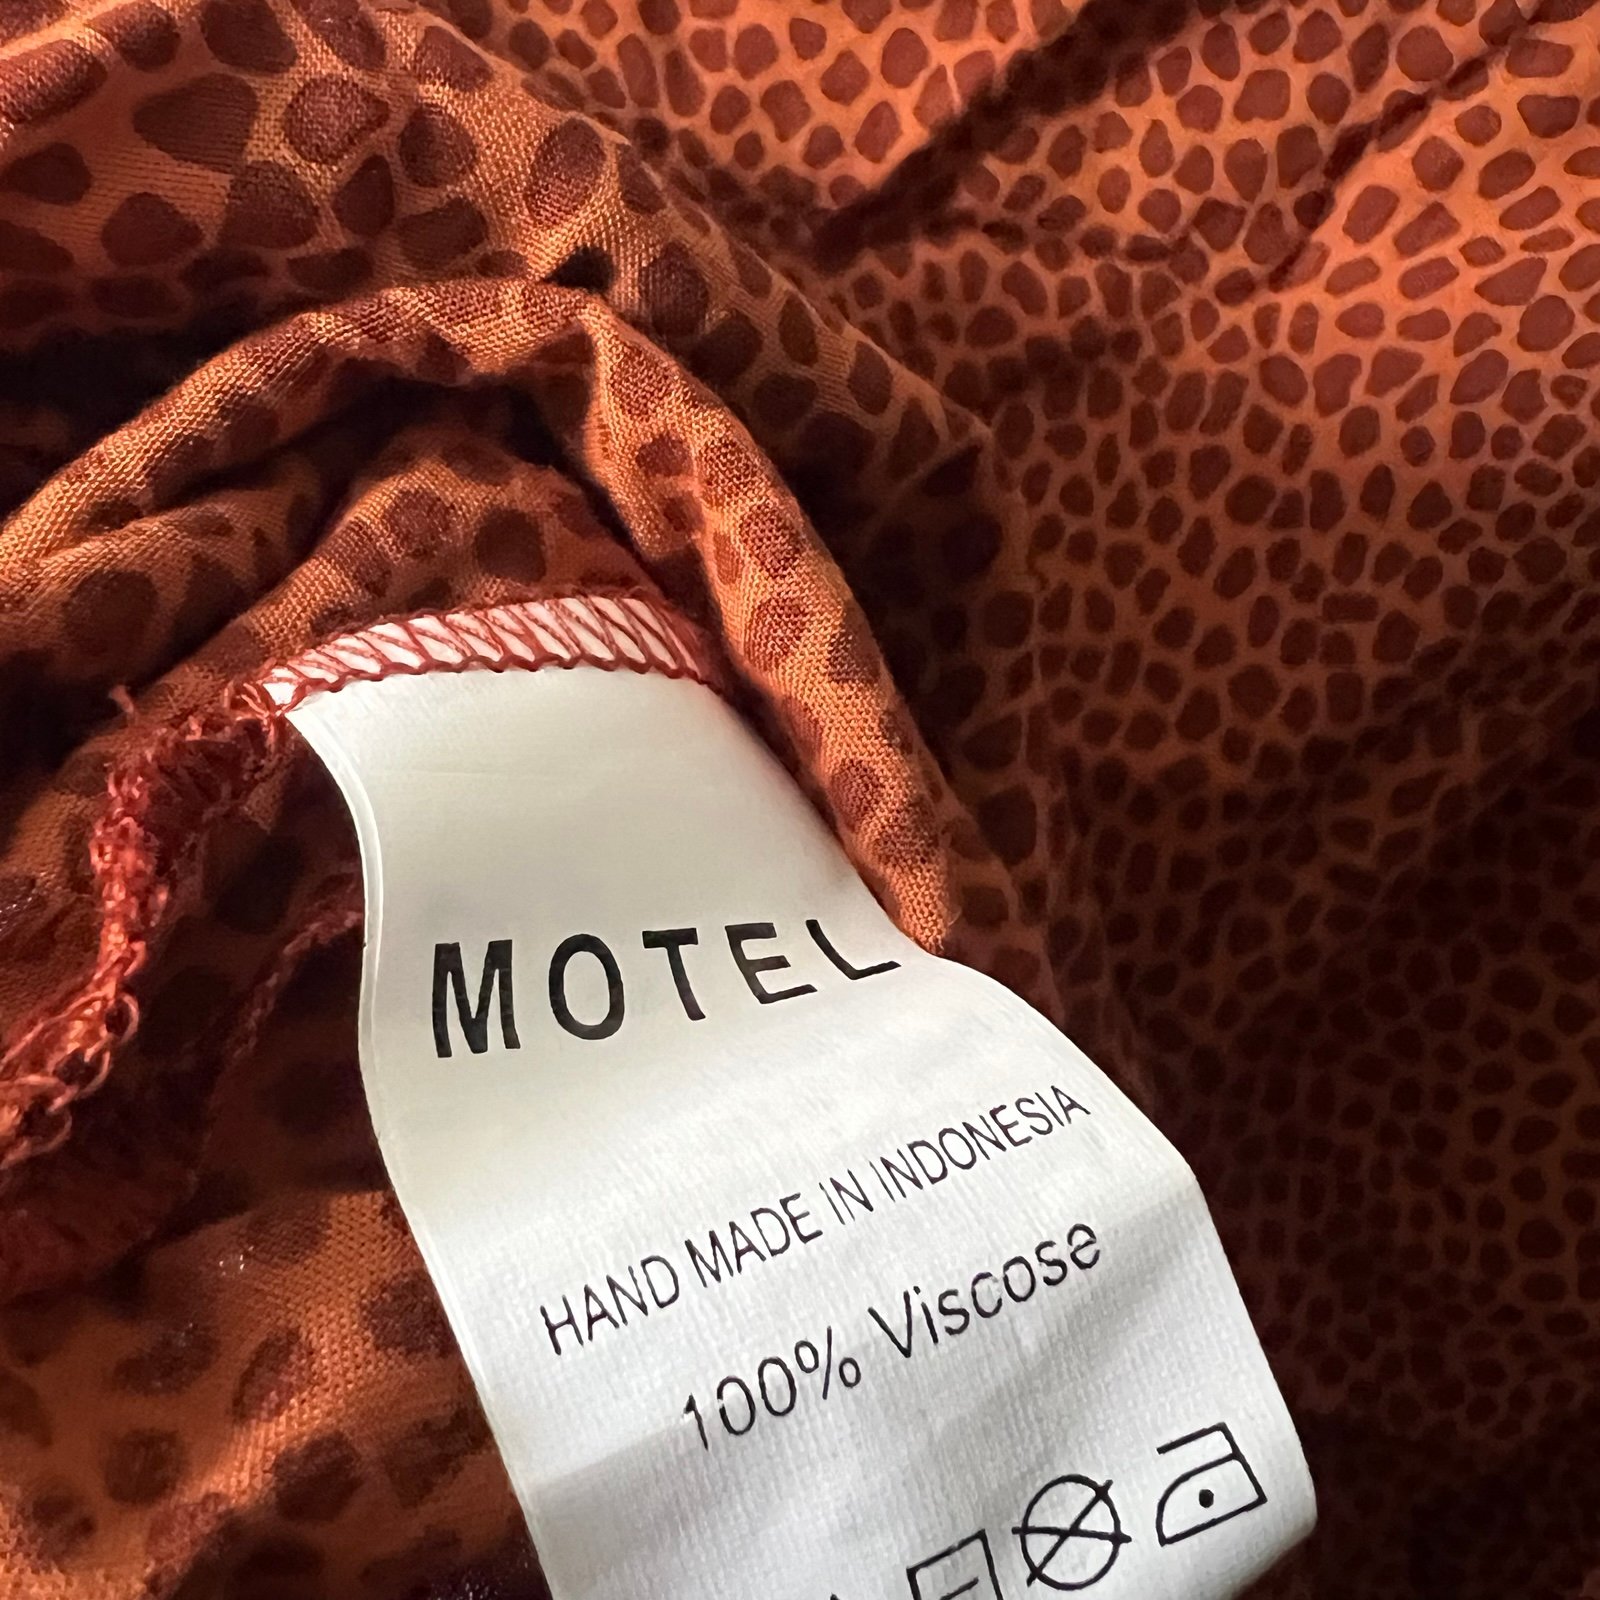 MOTEL
HAND MADE IN INDONESIA
100% Viscose